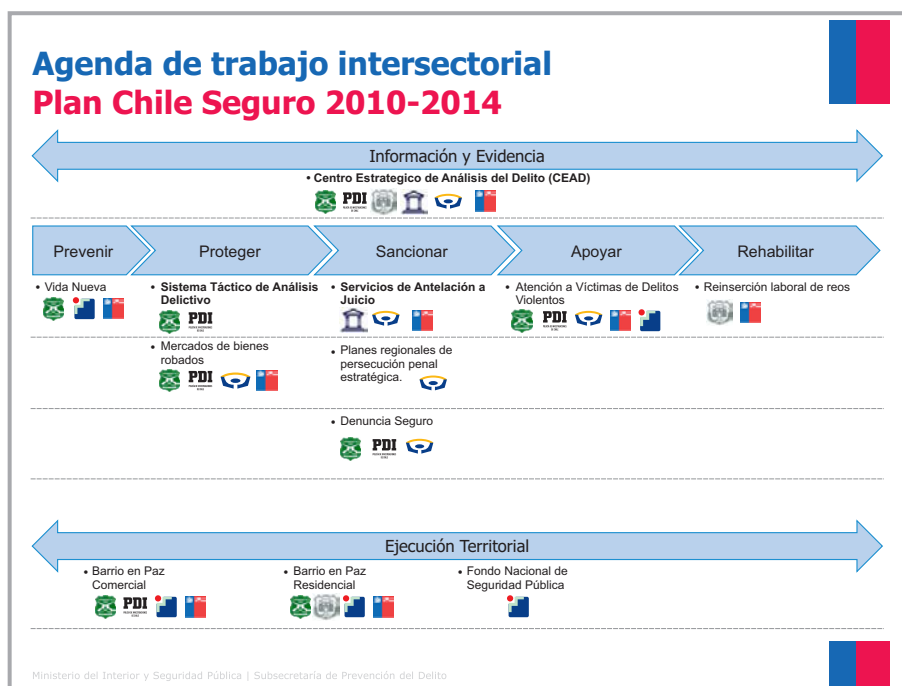 Agenda de trabajo intersectorial
Plan Chile Seguro 2010-2014
Información y Evidencia
• Centro Estrategico de Análisis del Delito (CEAD)
PDI
Prevenir
Proteger
Sancionar
Apoyar
Rehabilitar
• Vida Nueva
• Sistema Táctico de Análisis
Delictivo
PDI
• Servicios de Antelación a
Juicio
• Atención a Víctimas de Delitos
Violentos
PDI
• Reinserción laboral de reos
• Mercados de bienes
robados
PDI
• Planes regionales de
persecución penal
estratégica.
• Denuncia Seguro
PDI
Ejecución Territorial
• Barrio en Paz
Comercial
PDI
• Barrio en Paz
Residencial
• Fondo Nacional de
Seguridad Pública
Ministerio del Interior y Seguridad Pública | Subsecretaría de Prevención del Delito